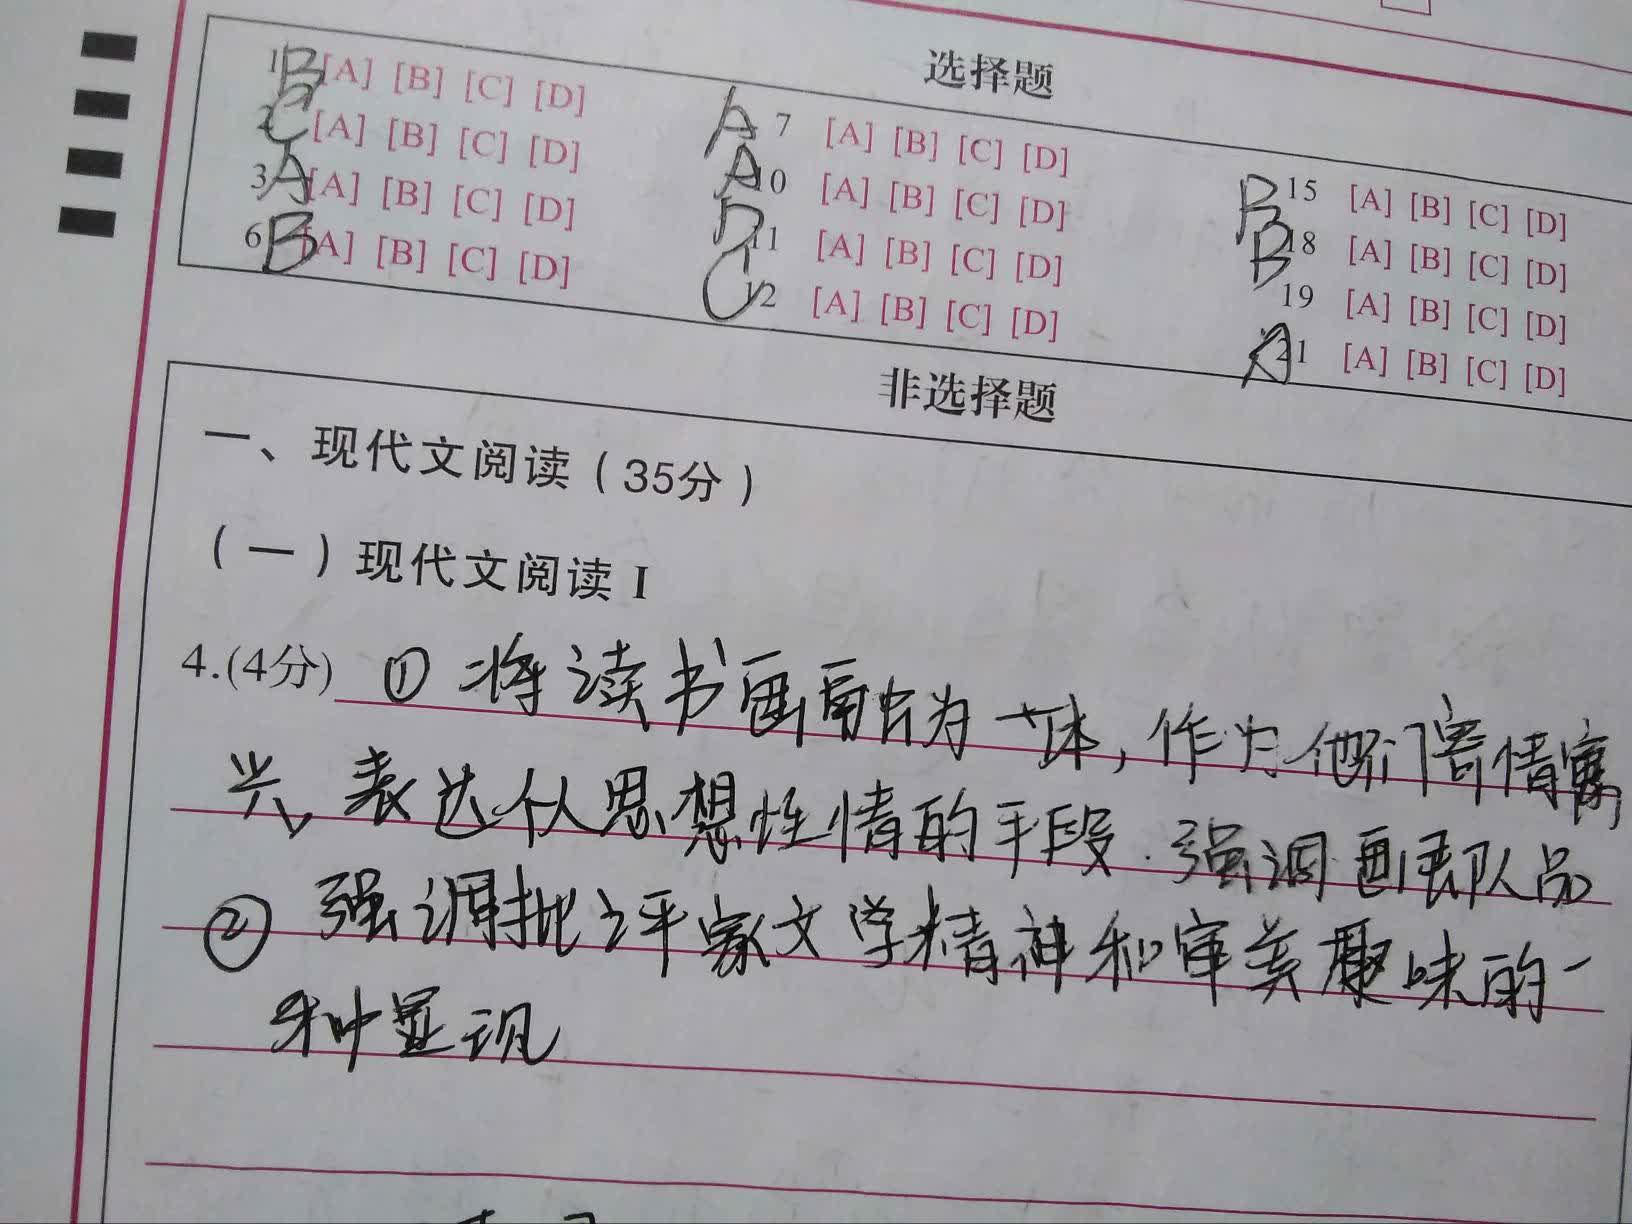 选择题
1 B [A] [B] [C] [D]
2 C [A] [B] [C] [D]
3 A [A] [B] [C] [D]
6 B [A] [B] [C] [D]
A 7 [A] [B] [C] [D]
A 10 [A] [B] [C] [D]
D 11 [A] [B] [C] [D]
C 12 [A] [B] [C] [D]
B 15 [A] [B] [C] [D]
B 18 [A] [B] [C] [D]
19 [A] [B] [C] [D]
A 21 [A] [B] [C] [D]
非选择题
一、现代文阅读（35分）
（一）现代文阅读 I
4.(4分) ① 将读书画融为一体，作为他们寄情寓
兴、表达个人思想性情的手段.强调画即人品
② 强调批评家文学精神和审美趣味的一
种显现